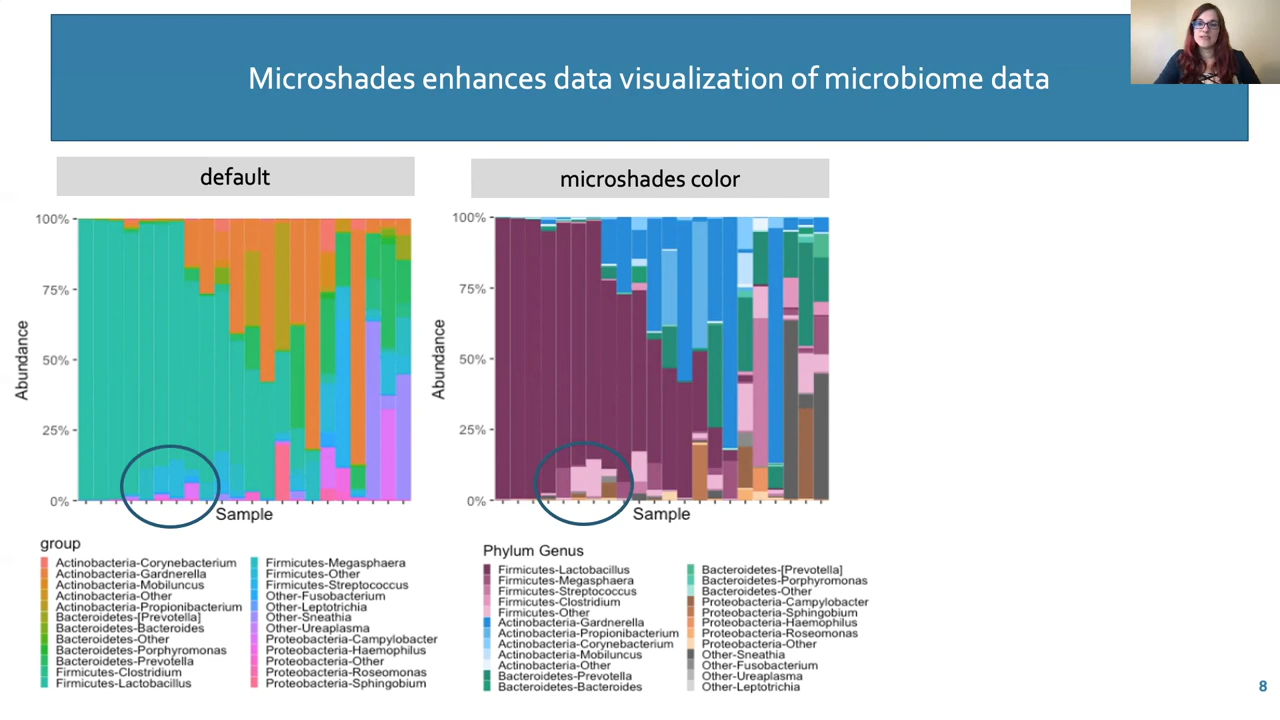 Microshades enhances data visualization of microbiome data
default
100%
75%
50%
25%
0%
Abundance
Sample
group
Actinobacteria-Corynebacterium
Actinobacteria-Gardnerella
Actinobacteria-Mobiluncus
Actinobacteria-Other
Actinobacteria-Propionibacterium
Bacteroidetes-[Prevotella]
Bacteroidetes-Bacteroides
Bacteroidetes-Other
Bacteroidetes-Porphyromonas
Bacteroidetes-Prevotella
Firmicutes-Clostridium
Firmicutes-Lactobacillus
Firmicutes-Megasphaera
Firmicutes-Other
Firmicutes-Streptococcus
Other-Fusobacterium
Other-Leptotrichia
Other-Sneathia
Other-Ureaplasma
Proteobacteria-Campylobacter
Proteobacteria-Haemophilus
Proteobacteria-Other
Proteobacteria-Roseomonas
Proteobacteria-Sphingobium
microshades color
100%
75%
50%
25%
0%
Abundance
Sample
Phylum Genus
Firmicutes-Lactobacillus
Firmicutes-Megasphaera
Firmicutes-Streptococcus
Firmicutes-Clostridium
Firmicutes-Other
Actinobacteria-Gardnerella
Actinobacteria-Propionibacterium
Actinobacteria-Corynebacterium
Actinobacteria-Mobiluncus
Actinobacteria-Other
Bacteroidetes-Prevotella
Bacteroidetes-Bacteroides
Bacteroidetes-[Prevotella]
Bacteroidetes-Porphyromonas
Bacteroidetes-Other
Proteobacteria-Campylobacter
Proteobacteria-Sphingobium
Proteobacteria-Haemophilus
Proteobacteria-Roseomonas
Proteobacteria-Other
Other-Sneathia
Other-Fusobacterium
Other-Ureaplasma
Other-Leptotrichia
8